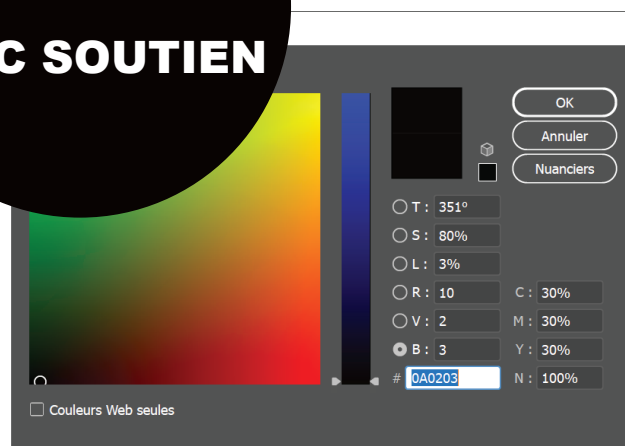 C SOUTIEN
OK
Annuler
Nuanciers
T : 351°
S : 80%
L : 3%
R : 10 C : 30%
V : 2 M : 30%
B : 3 Y : 30%
# 0A0203 N : 100%
Couleurs Web seules